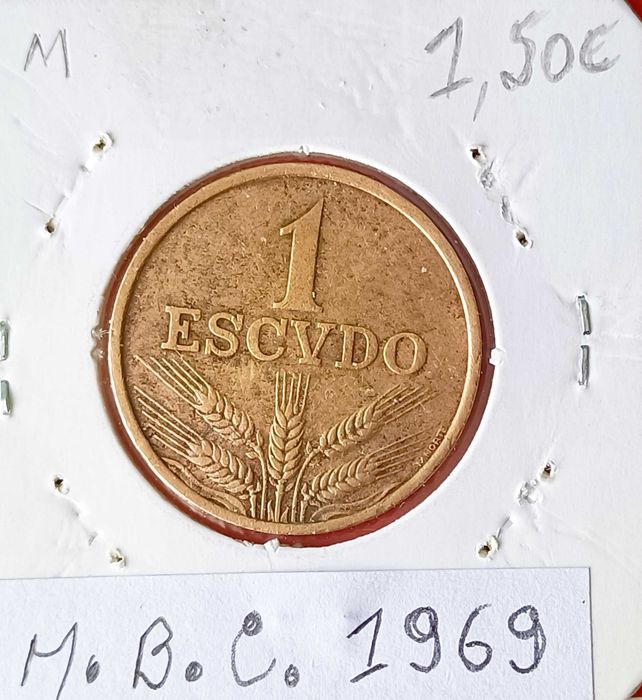 M 1,50€
1
ESCVDO
M. B. C. 1969